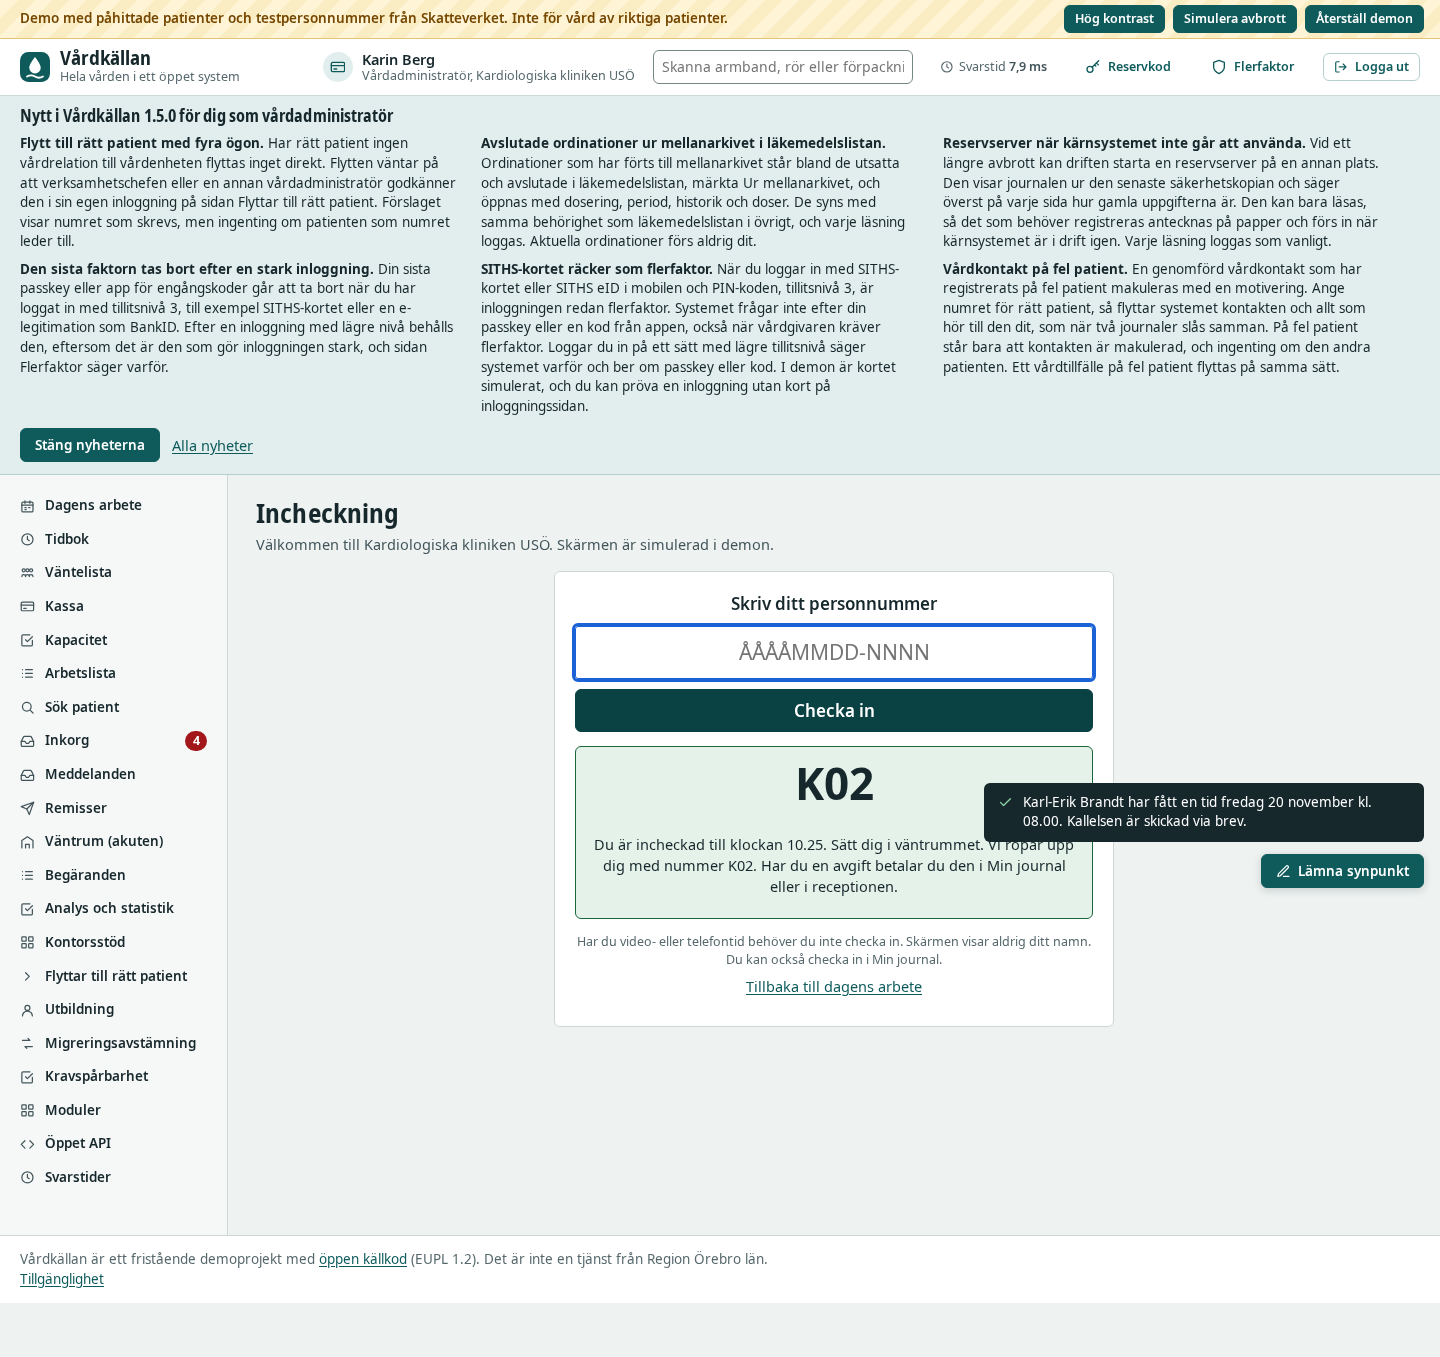 Demo med påhittade patienter och testpersonnummer från Skatteverket. Inte för vård av riktiga patienter.
Hög kontrast
Simulera avbrott
Återställ demon
Vårdkällan
Hela vården i ett öppet system
Karin Berg
Vårdadministratör, Kardiologiska kliniken USÖ
Skanna armband, rör eller förpackni
Svarstid 7,9 ms
Reservkod
Flerfaktor
Logga ut
Nytt i Vårdkällan 1.5.0 för dig som vårdadministratör
Flytt till rätt patient med fyra ögon. Har rätt patient ingen
vårdrelation till vårdenheten flyttas inget direkt. Flytten väntar på
att verksamhetschefen eller en annan vårdadministratör godkänner
den i sin egen inloggning på sidan Flyttar till rätt patient. Förslaget
visar numret som skrevs, men ingenting om patienten som numret
leder till.
Avslutade ordinationer ur mellanarkivet i läkemedelslistan.
Ordinationer som har förts till mellanarkivet står bland de utsatta
och avslutade i läkemedelslistan, märkta Ur mellanarkivet, och
öppnas med dosering, period, historik och doser. De syns med
samma behörighet som läkemedelslistan i övrigt, och varje läsning
loggas. Aktuella ordinationer förs aldrig dit.
Reservserver när kärnsystemet inte går att använda. Vid ett
längre avbrott kan driften starta en reservserver på en annan plats.
Den visar journalen ur den senaste säkerhetskopian och säger
överst på varje sida hur gamla uppgifterna är. Den kan bara läsas,
så det som behöver registreras antecknas på papper och förs in när
kärnsystemet är i drift igen. Varje läsning loggas som vanligt.
Den sista faktorn tas bort efter en stark inloggning. Din sista
passkey eller app för engångskoder går att ta bort när du har
loggat in med tillitsnivå 3, till exempel SITHS-kortet eller en e-
legitimation som BankID. Efter en inloggning med lägre nivå behålls
den, eftersom det är den som gör inloggningen stark, och sidan
Flerfaktor säger varför.
SITHS-kortet räcker som flerfaktor. När du loggar in med SITHS-
kortet eller SITHS eID i mobilen och PIN-koden, tillitsnivå 3, är
inloggningen redan flerfaktor. Systemet frågar inte efter din
passkey eller en kod från appen, också när vårdgivaren kräver
flerfaktor. Loggar du in på ett sätt med lägre tillitsnivå säger
systemet varför och ber om passkey eller kod. I demon är kortet
simulerat, och du kan pröva en inloggning utan kort på
inloggningssidan.
Vårdkontakt på fel patient. En genomförd vårdkontakt som har
registrerats på fel patient makuleras med en motivering. Ange
numret för rätt patient, så flyttar systemet kontakten och allt som
hör till den dit, som när två journaler slås samman. På fel patient
står bara att kontakten är makulerad, och ingenting om den andra
patienten. Ett vårdtillfälle på fel patient flyttas på samma sätt.
Stäng nyheterna
Alla nyheter
Dagens arbete
Tidbok
Väntelista
Kassa
Kapacitet
Arbetslista
Sök patient
Inkorg 4
Meddelanden
Remisser
Väntrum (akuten)
Begäranden
Analys och statistik
Kontorsstöd
Flyttar till rätt patient
Utbildning
Migreringsavstämning
Kravspårbarhet
Moduler
Öppet API
Svarstider
Incheckning
Välkommen till Kardiologiska kliniken USÖ. Skärmen är simulerad i demon.
Skriv ditt personnummer
ÅÅÅÅMMDD-NNNN
Checka in
K02
Du är incheckad till klockan 10.25. Sätt dig i väntrummet. Vi ropar upp
dig med nummer K02. Har du en avgift betalar du den i Min journal
eller i receptionen.
Karl-Erik Brandt har fått en tid fredag 20 november kl.
08.00. Kallelsen är skickad via brev.
Lämna synpunkt
Har du video- eller telefontid behöver du inte checka in. Skärmen visar aldrig ditt namn.
Du kan också checka in i Min journal.
Tillbaka till dagens arbete
Vårdkällan är ett fristående demoprojekt med öppen källkod (EUPL 1.2). Det är inte en tjänst från Region Örebro län.
Tillgänglighet